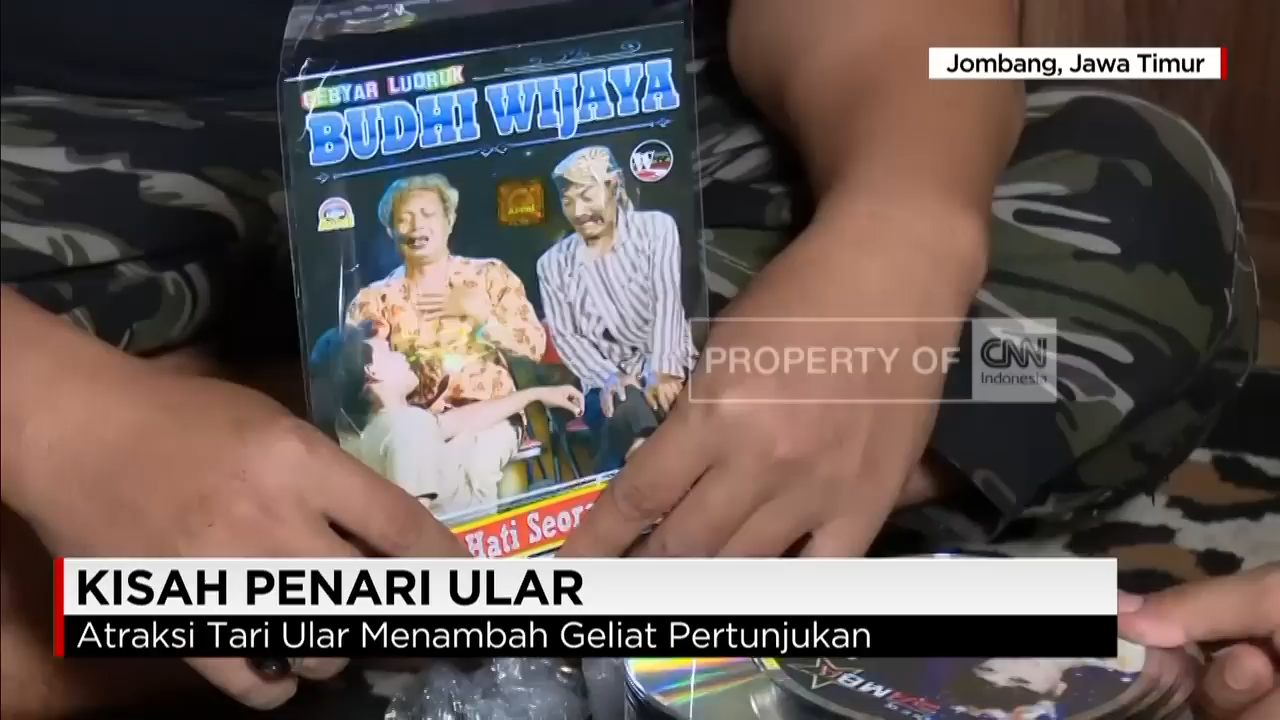 Jombang, Jawa Timur
GEBYAR LUDRUK
BUDHI WIJAYA
PROPERTY OF CNN
Indonesia
Hati
KISAH PENARI ULAR
Atraksi Tari Ular Menambah Geliat Pertunjukan